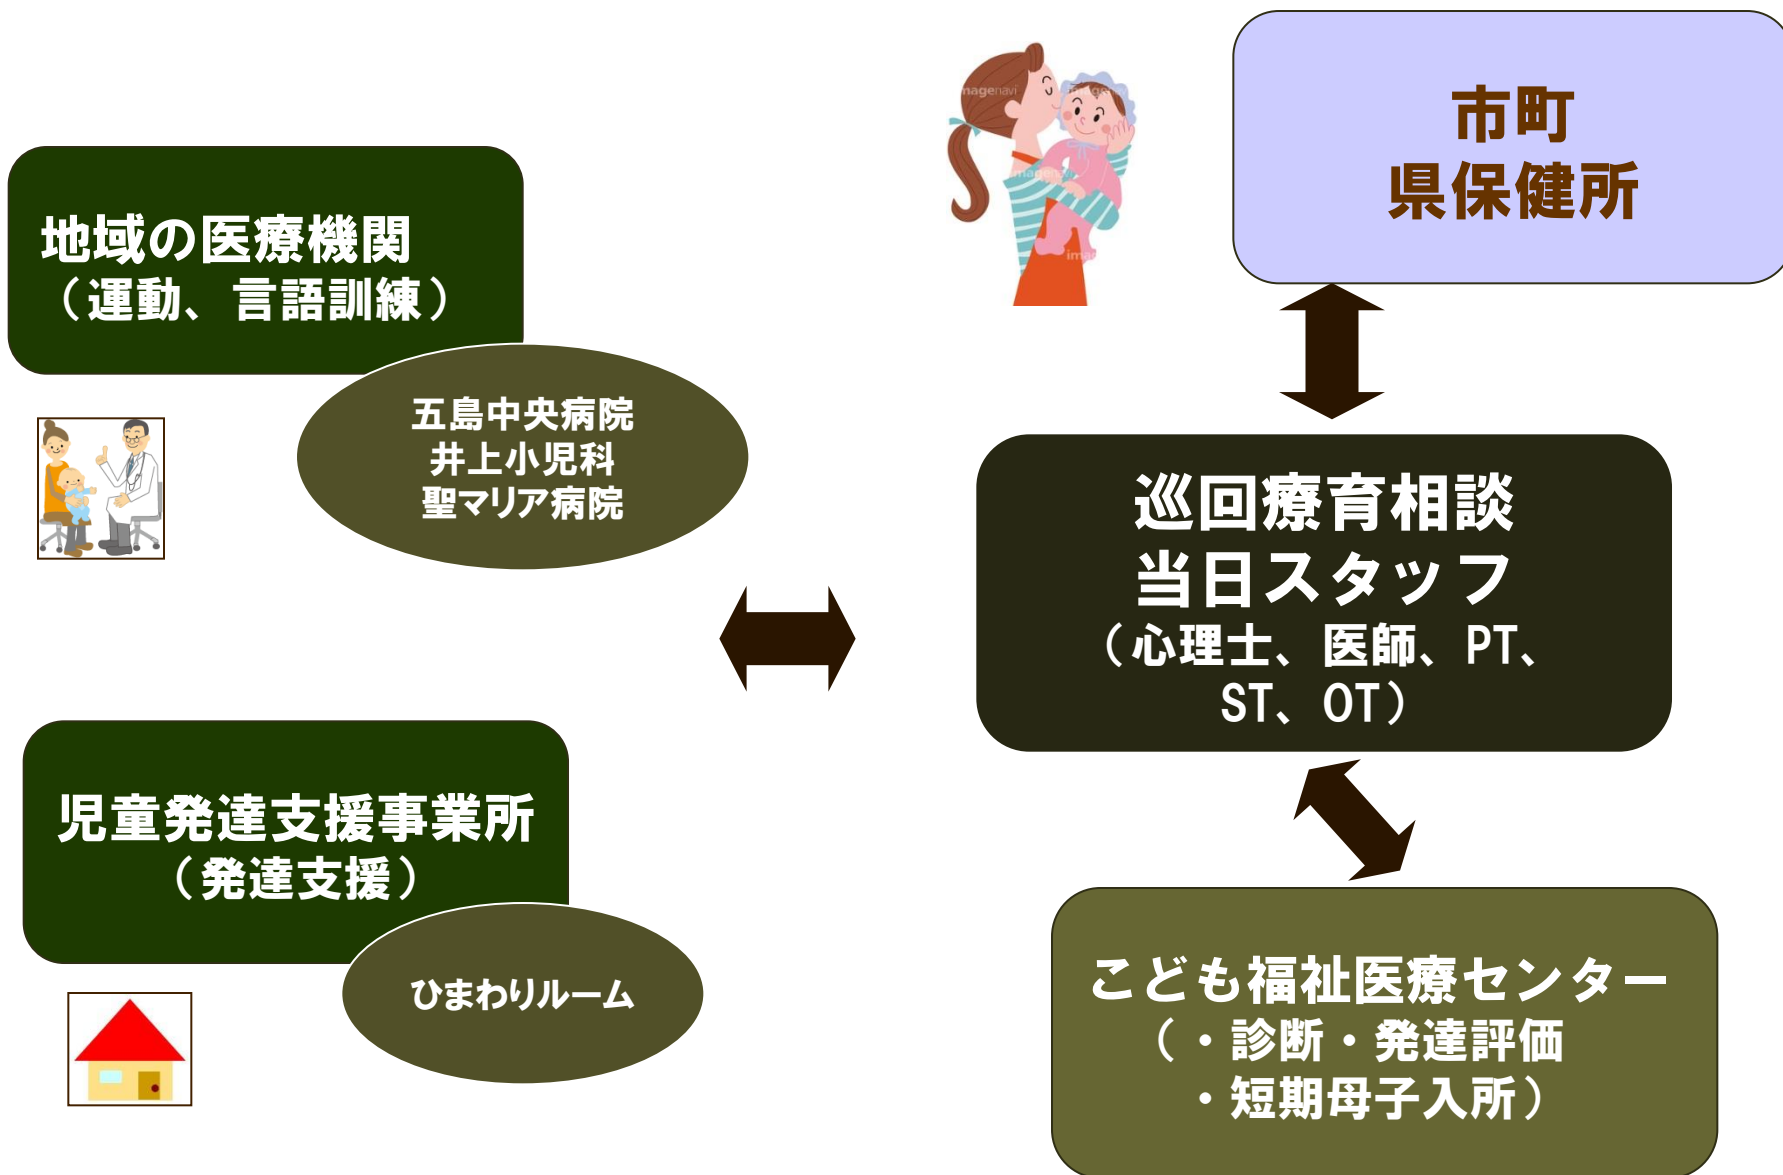 市町
県保健所
地域の医療機関
（運動、言語訓練）
五島中央病院
井上小児科
聖マリア病院
巡回療育相談
当日スタッフ
（心理士、医師、PT、
ST、OT）
児童発達支援事業所
（発達支援）
ひまわりルーム
こども福祉医療センター
（・診断・発達評価
・短期母子入所）